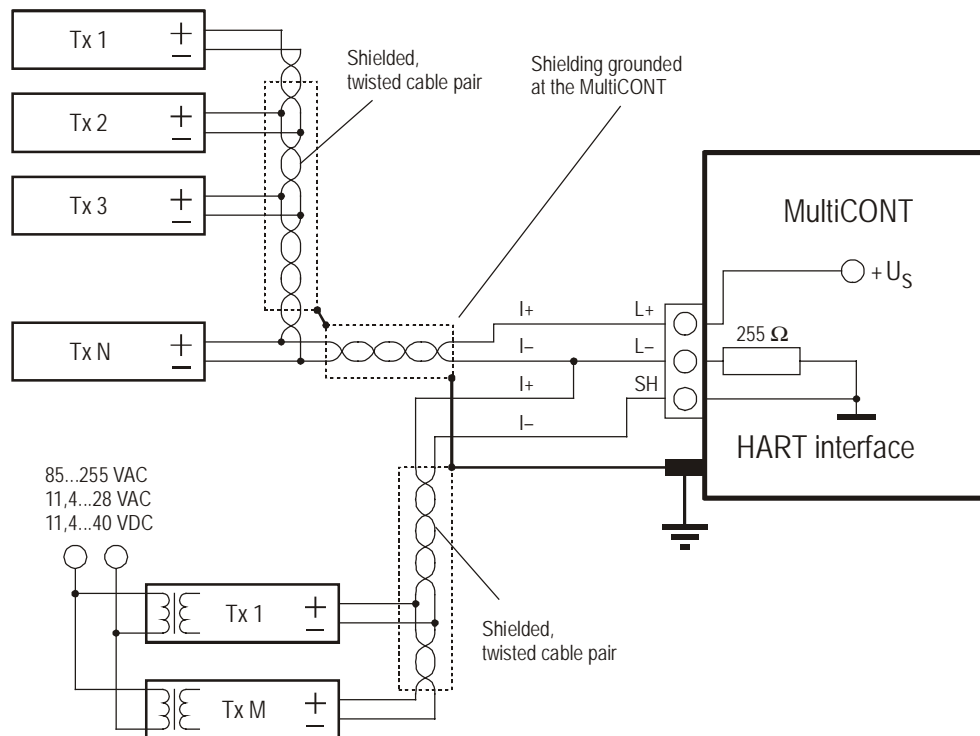 Tx 1
+
−
Tx 2
+
−
Tx 3
+
−
Tx N
+
−
Shielded,
twisted cable pair
Shielding grounded
at the MultiCONT
MultiCONT
+ US
255 Ω
HART interface
I+
L+
I−
L−
I+
SH
I−
85...255 VAC
11,4...28 VAC
11,4...40 VDC
Tx 1
+
−
Tx M
+
−
Shielded,
twisted cable pair